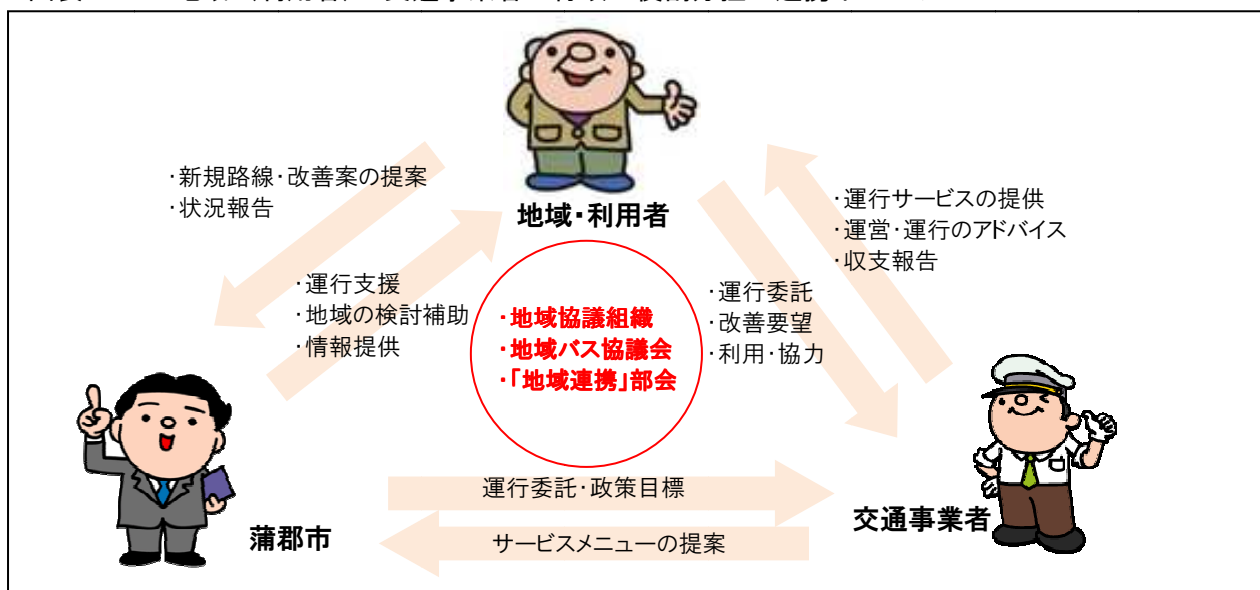 地域・利用者
・新規路線・改善案の提案
・状況報告
・運行サービスの提供
・運営・運行のアドバイス
・収支報告
・運行支援
・地域の検討補助
・情報提供
・地域協議組織
・地域バス協議会
・「地域連携」部会
・運行委託
・改善要望
・利用・協力
蒲郡市
運行委託・政策目標
サービスメニューの提案
交通事業者